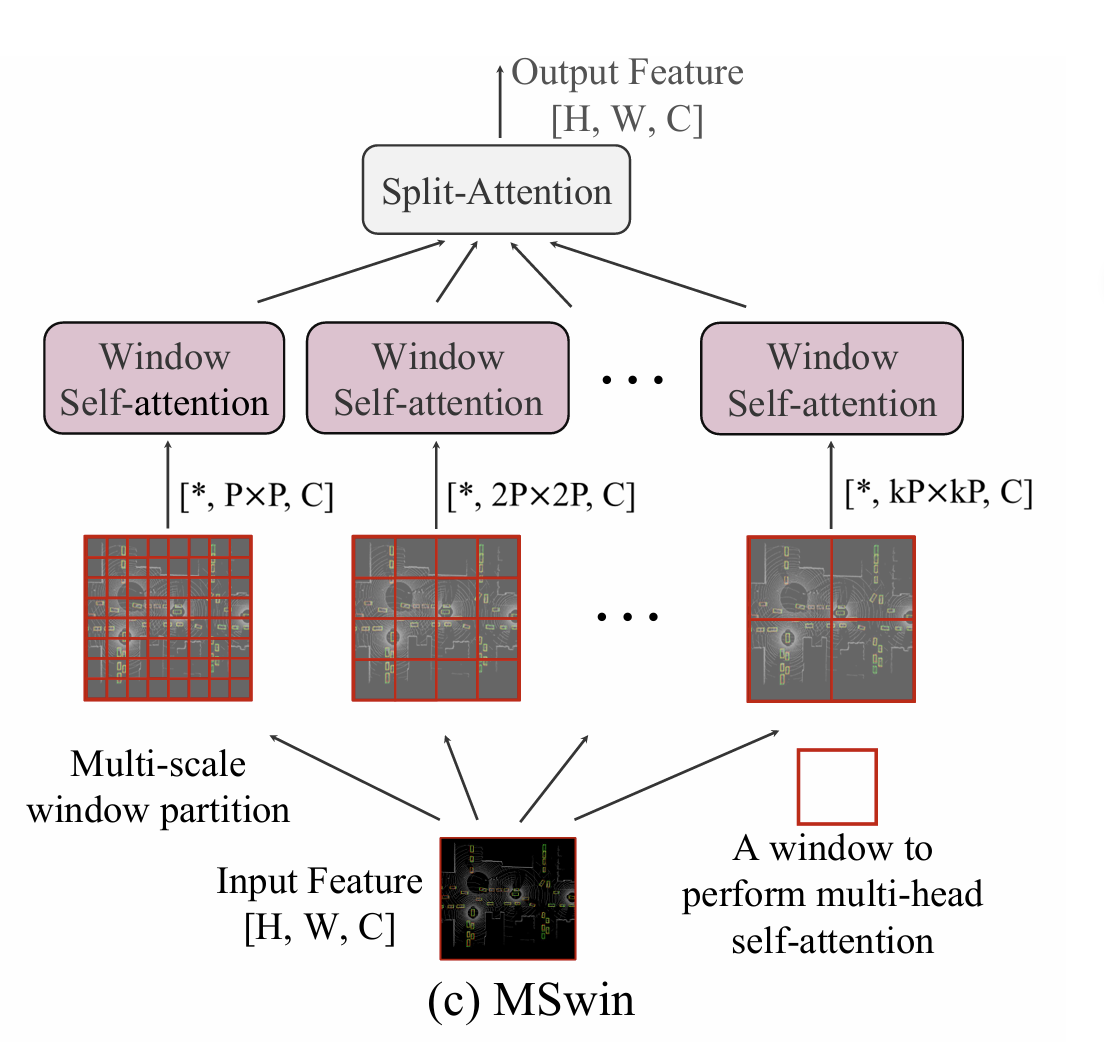 Output Feature
[H, W, C]
Split-Attention
Window
Self-attention
Window
Self-attention
. . .
Window
Self-attention
[*, P×P, C]
[*, 2P×2P, C]
[*, kP×kP, C]
. . .
Multi-scale
window partition
Input Feature
[H, W, C]
A window to
perform multi-head
self-attention
(c) MSwin